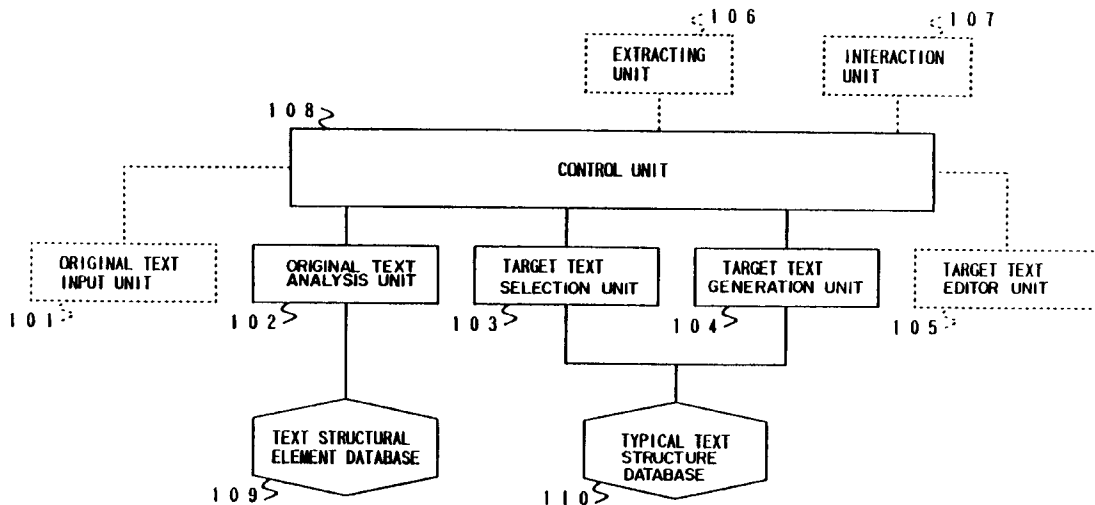 106
107
EXTRACTING
UNIT
INTERACTION
UNIT
108
CONTROL UNIT
ORIGINAL TEXT
INPUT UNIT
ORIGINAL TEXT
ANALYSIS UNIT
TARGET TEXT
SELECTION UNIT
TARGET TEXT
GENERATION UNIT
TARGET TEXT
EDITOR UNIT
101
102
103
104
105
TEXT STRUCTURAL
ELEMENT DATABASE
TYPICAL TEXT
STRUCTURE
DATABASE
109
110